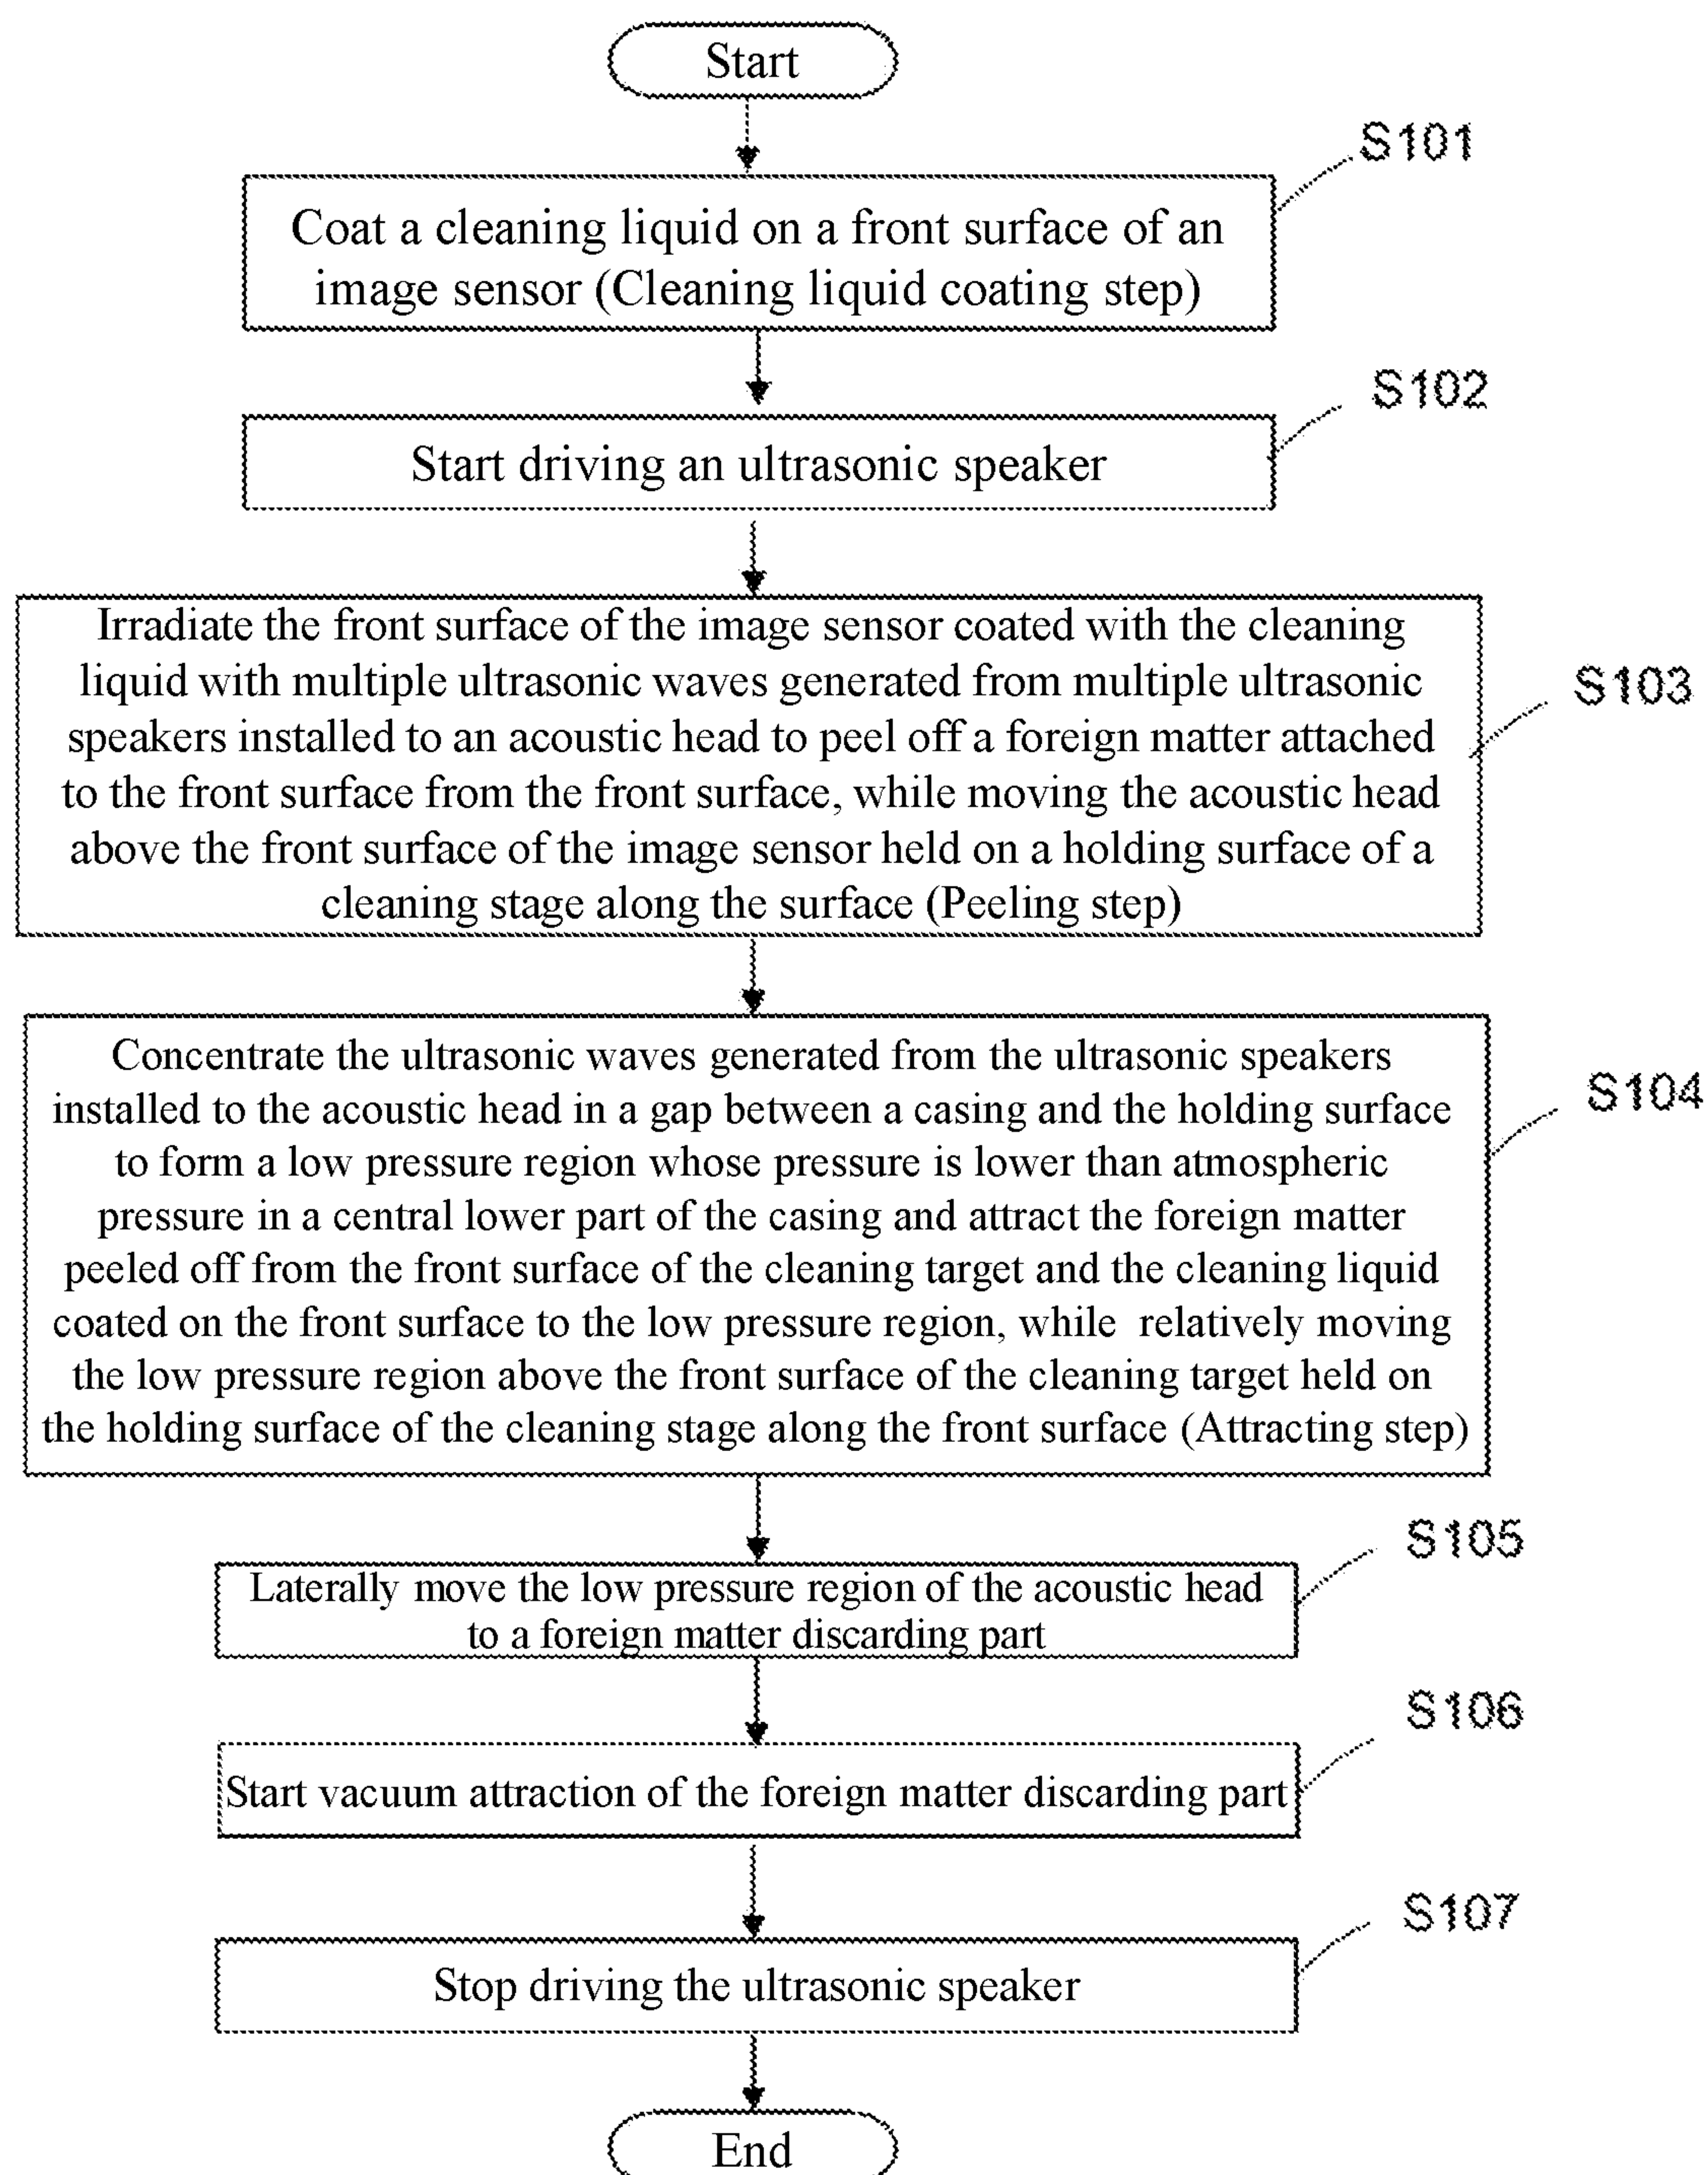 Start
S101
Coat a cleaning liquid on a front surface of an
image sensor (Cleaning liquid coating step)
S102
Start driving an ultrasonic speaker
S103
Irradiate the front surface of the image sensor coated with the cleaning
liquid with multiple ultrasonic waves generated from multiple ultrasonic
speakers installed to an acoustic head to peel off a foreign matter attached
to the front surface from the front surface, while moving the acoustic head
above the front surface of the image sensor held on a holding surface of a
cleaning stage along the surface (Peeling step)
S104
Concentrate the ultrasonic waves generated from the ultrasonic speakers
installed to the acoustic head in a gap between a casing and the holding surface
to form a low pressure region whose pressure is lower than atmospheric
pressure in a central lower part of the casing and attract the foreign matter
peeled off from the front surface of the cleaning target and the cleaning liquid
coated on the front surface to the low pressure region, while relatively moving
the low pressure region above the front surface of the cleaning target held on
the holding surface of the cleaning stage along the front surface (Attracting step)
S105
Laterally move the low pressure region of the acoustic head
to a foreign matter discarding part
S106
Start vacuum attraction of the foreign matter discarding part
S107
Stop driving the ultrasonic speaker
End